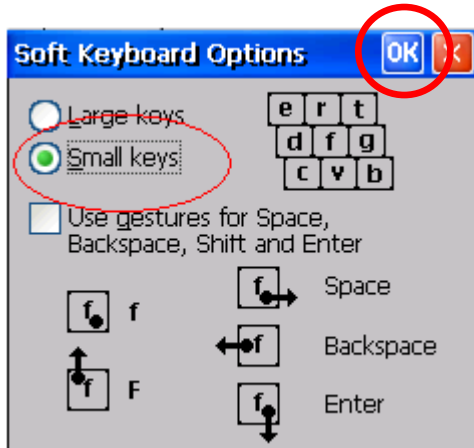 Soft Keyboard Options OK
Large keys
Small keys
e r t
d f g
c v b
Use gestures for Space,
Backspace, Shift and Enter
f f
f Space
f Backspace
f F
f Enter